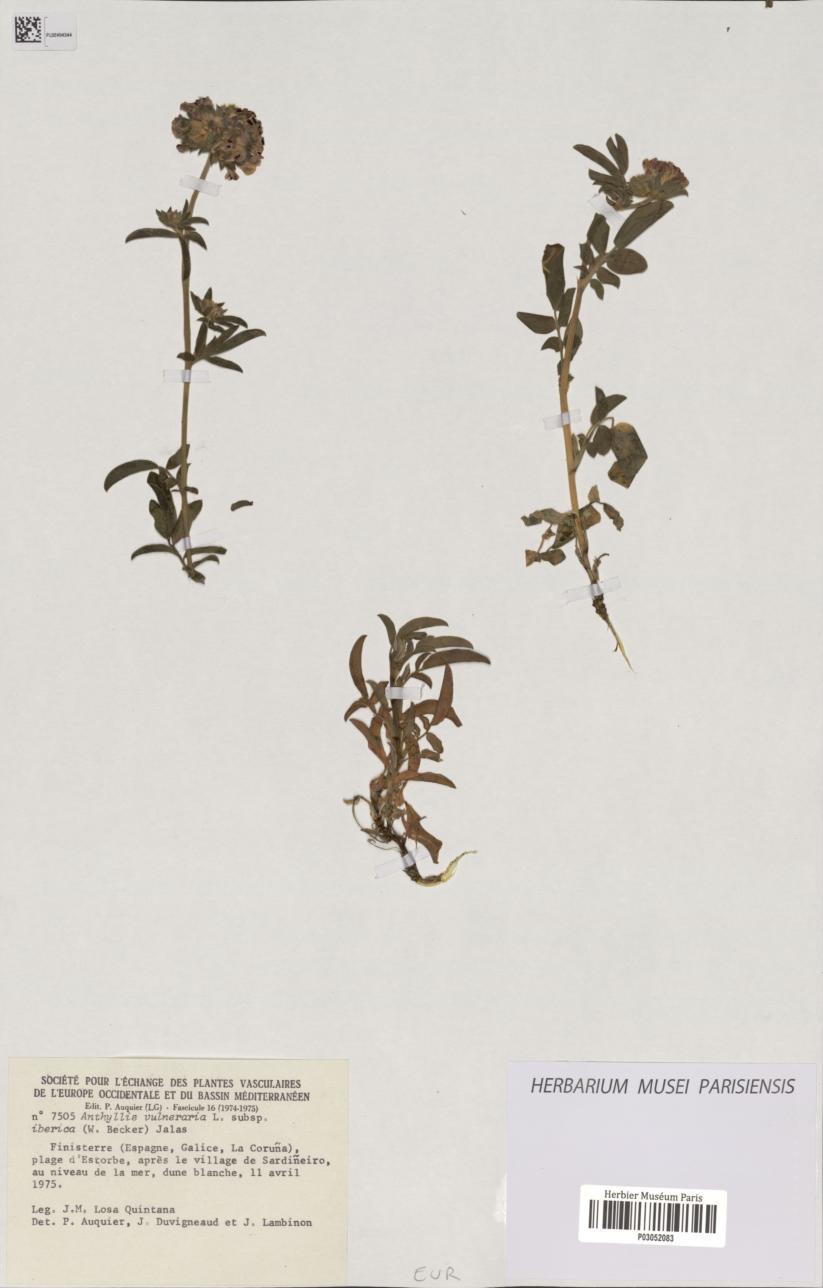 SOCIÉTÉ POUR L'ÉCHANGE DES PLANTES VASCULAIRES
DE L'EUROPE OCCIDENTALE ET DU BASSIN MÉDITERRANÉEN
Edit. P. Auquier (LG) - Fascicule 16 (1974-1975)
n° 7505 Anthyllis vulneraria L. subsp.
iberica (W. Becker) Jalas
Finisterre (Espagne, Galice, La Coruña),
plage d'Estorbe, après le village de Sardiñeiro,
au niveau de la mer, dune blanche, 11 avril
1975.
Leg. J.M. Losa Quintana
Det. P. Auquier, J. Duvigneaud et J. Lambinon
HERBARIUM MUSEI PARISIENSIS
Herbier Muséum Paris
P03052083
EUR